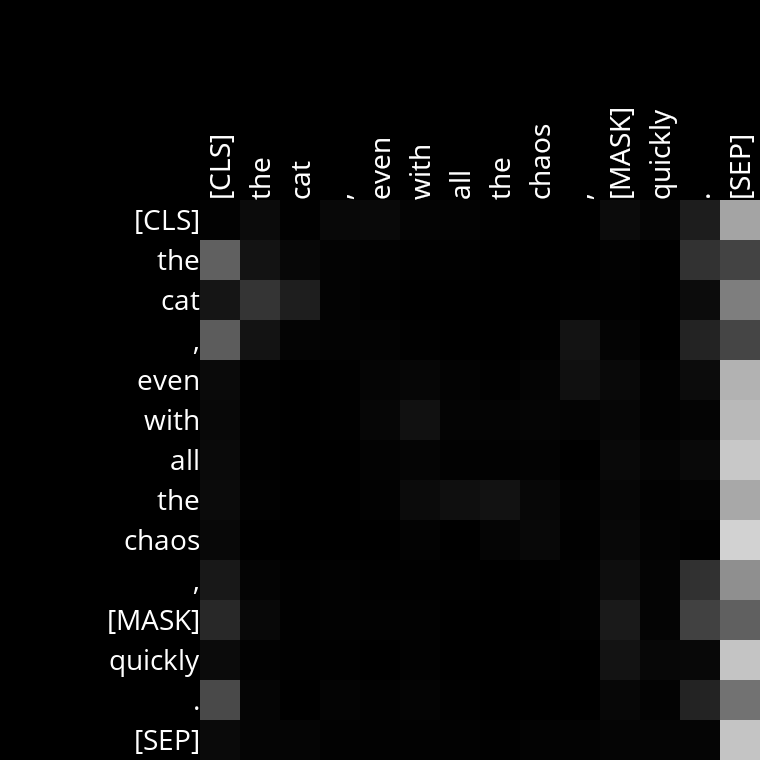 [CLS] the cat , even with all the chaos , [MASK] quickly . [SEP]
[CLS]
the
cat
,
even
with
all
the
chaos
,
[MASK]
quickly
.
[SEP]